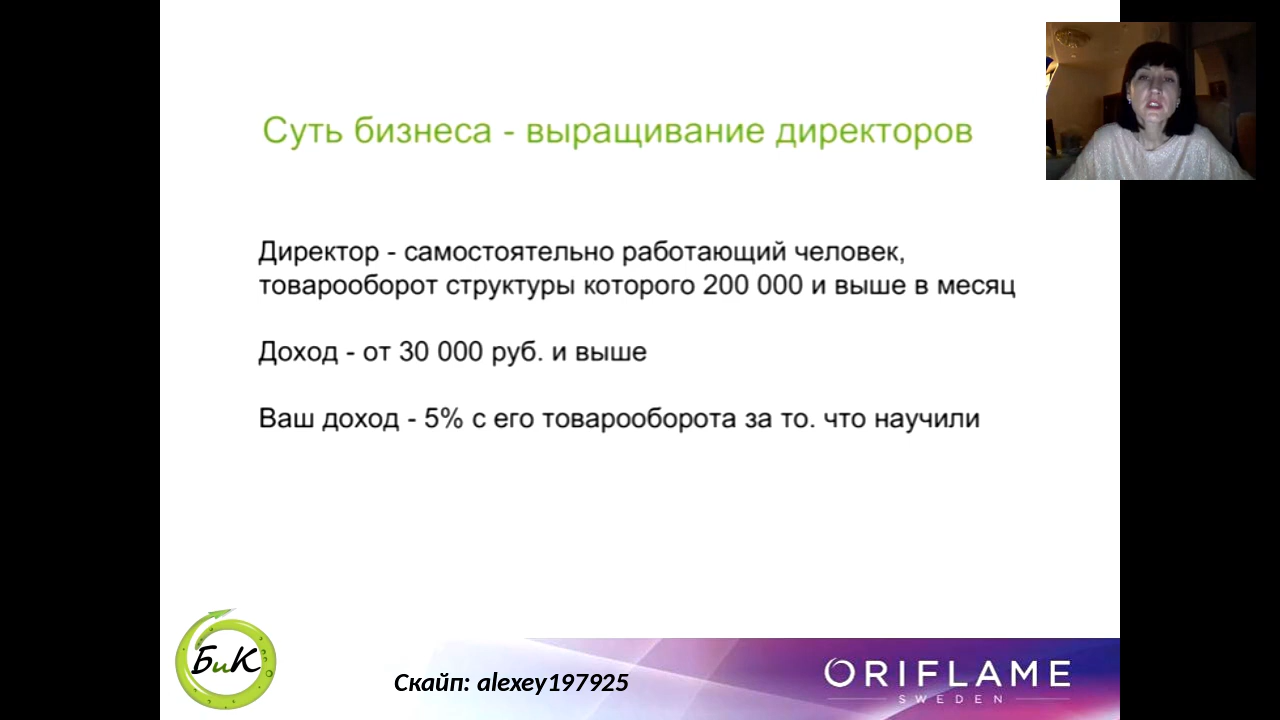 Суть бизнеса - выращивание директоров
Директор - самостоятельно работающий человек,
товарооборот структуры которого 200 000 и выше в месяц
Доход - от 30 000 руб. и выше
Ваш доход - 5% с его товарооборота за то. что научили
БиК
Скайп: alexey197925
ORIFLAME
SWEDEN